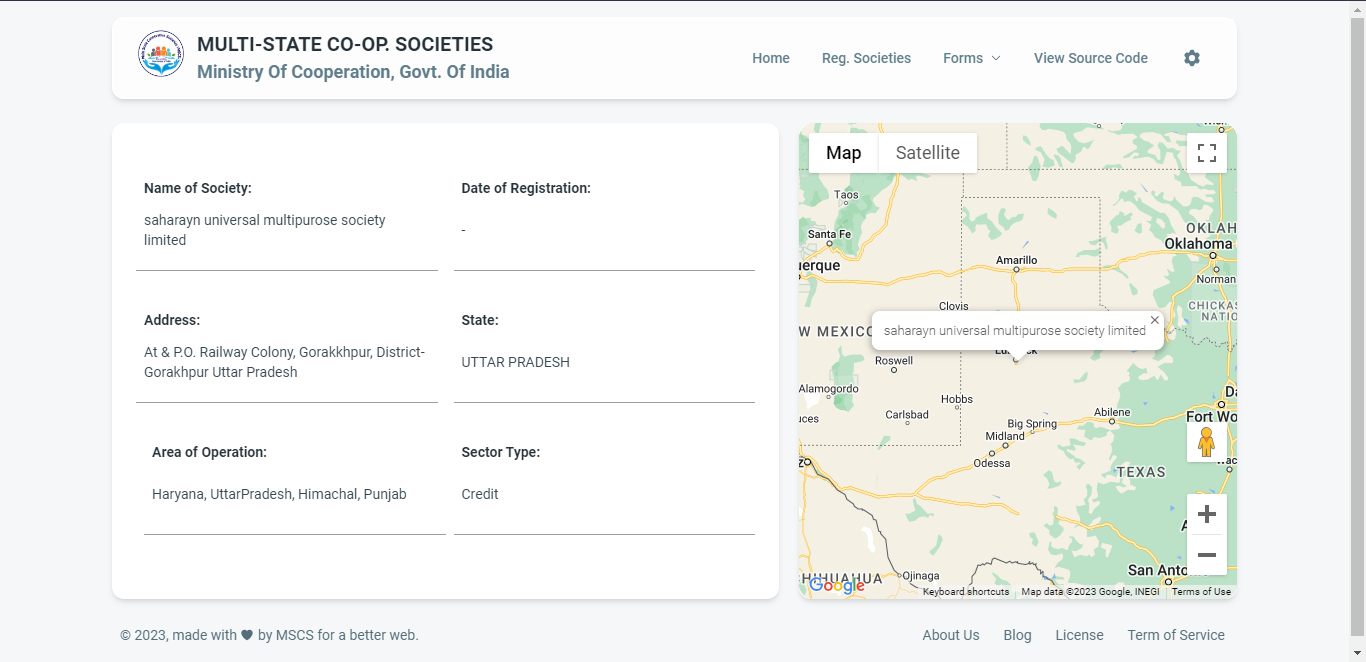 MULTI-STATE CO-OP. SOCIETIES
Ministry Of Cooperation, Govt. Of India
Home
Reg. Societies
Forms
View Source Code
Name of Society:
saharayn universal multipurose society
limited
Date of Registration:
-
Address:
At & P.O. Railway Colony, Gorakkhpur, District-
Gorakhpur Uttar Pradesh
State:
UTTAR PRADESH
Area of Operation:
Haryana, UttarPradesh, Himachal, Punjab
Sector Type:
Credit
Map
Satellite
Taos
Santa Fe
uerque
OKLAH
Oklahoma
Amarillo
Norman
Clovis
CHICKAS
NATIO
W MEXICO
saharayn universal multipurose society limited
Roswell
Alamogordo
uces
Hobbs
Carlsbad
Abilene
Fort Wo
Big Spring
Midland
Odessa
TEXAS
San Anto
HIHUAHUA
Ojinaga
Google
Keyboard shortcuts
Map data ©2023 Google, INEGI
Terms of Use
© 2023, made with by MSCS for a better web.
About Us
Blog
License
Term of Service